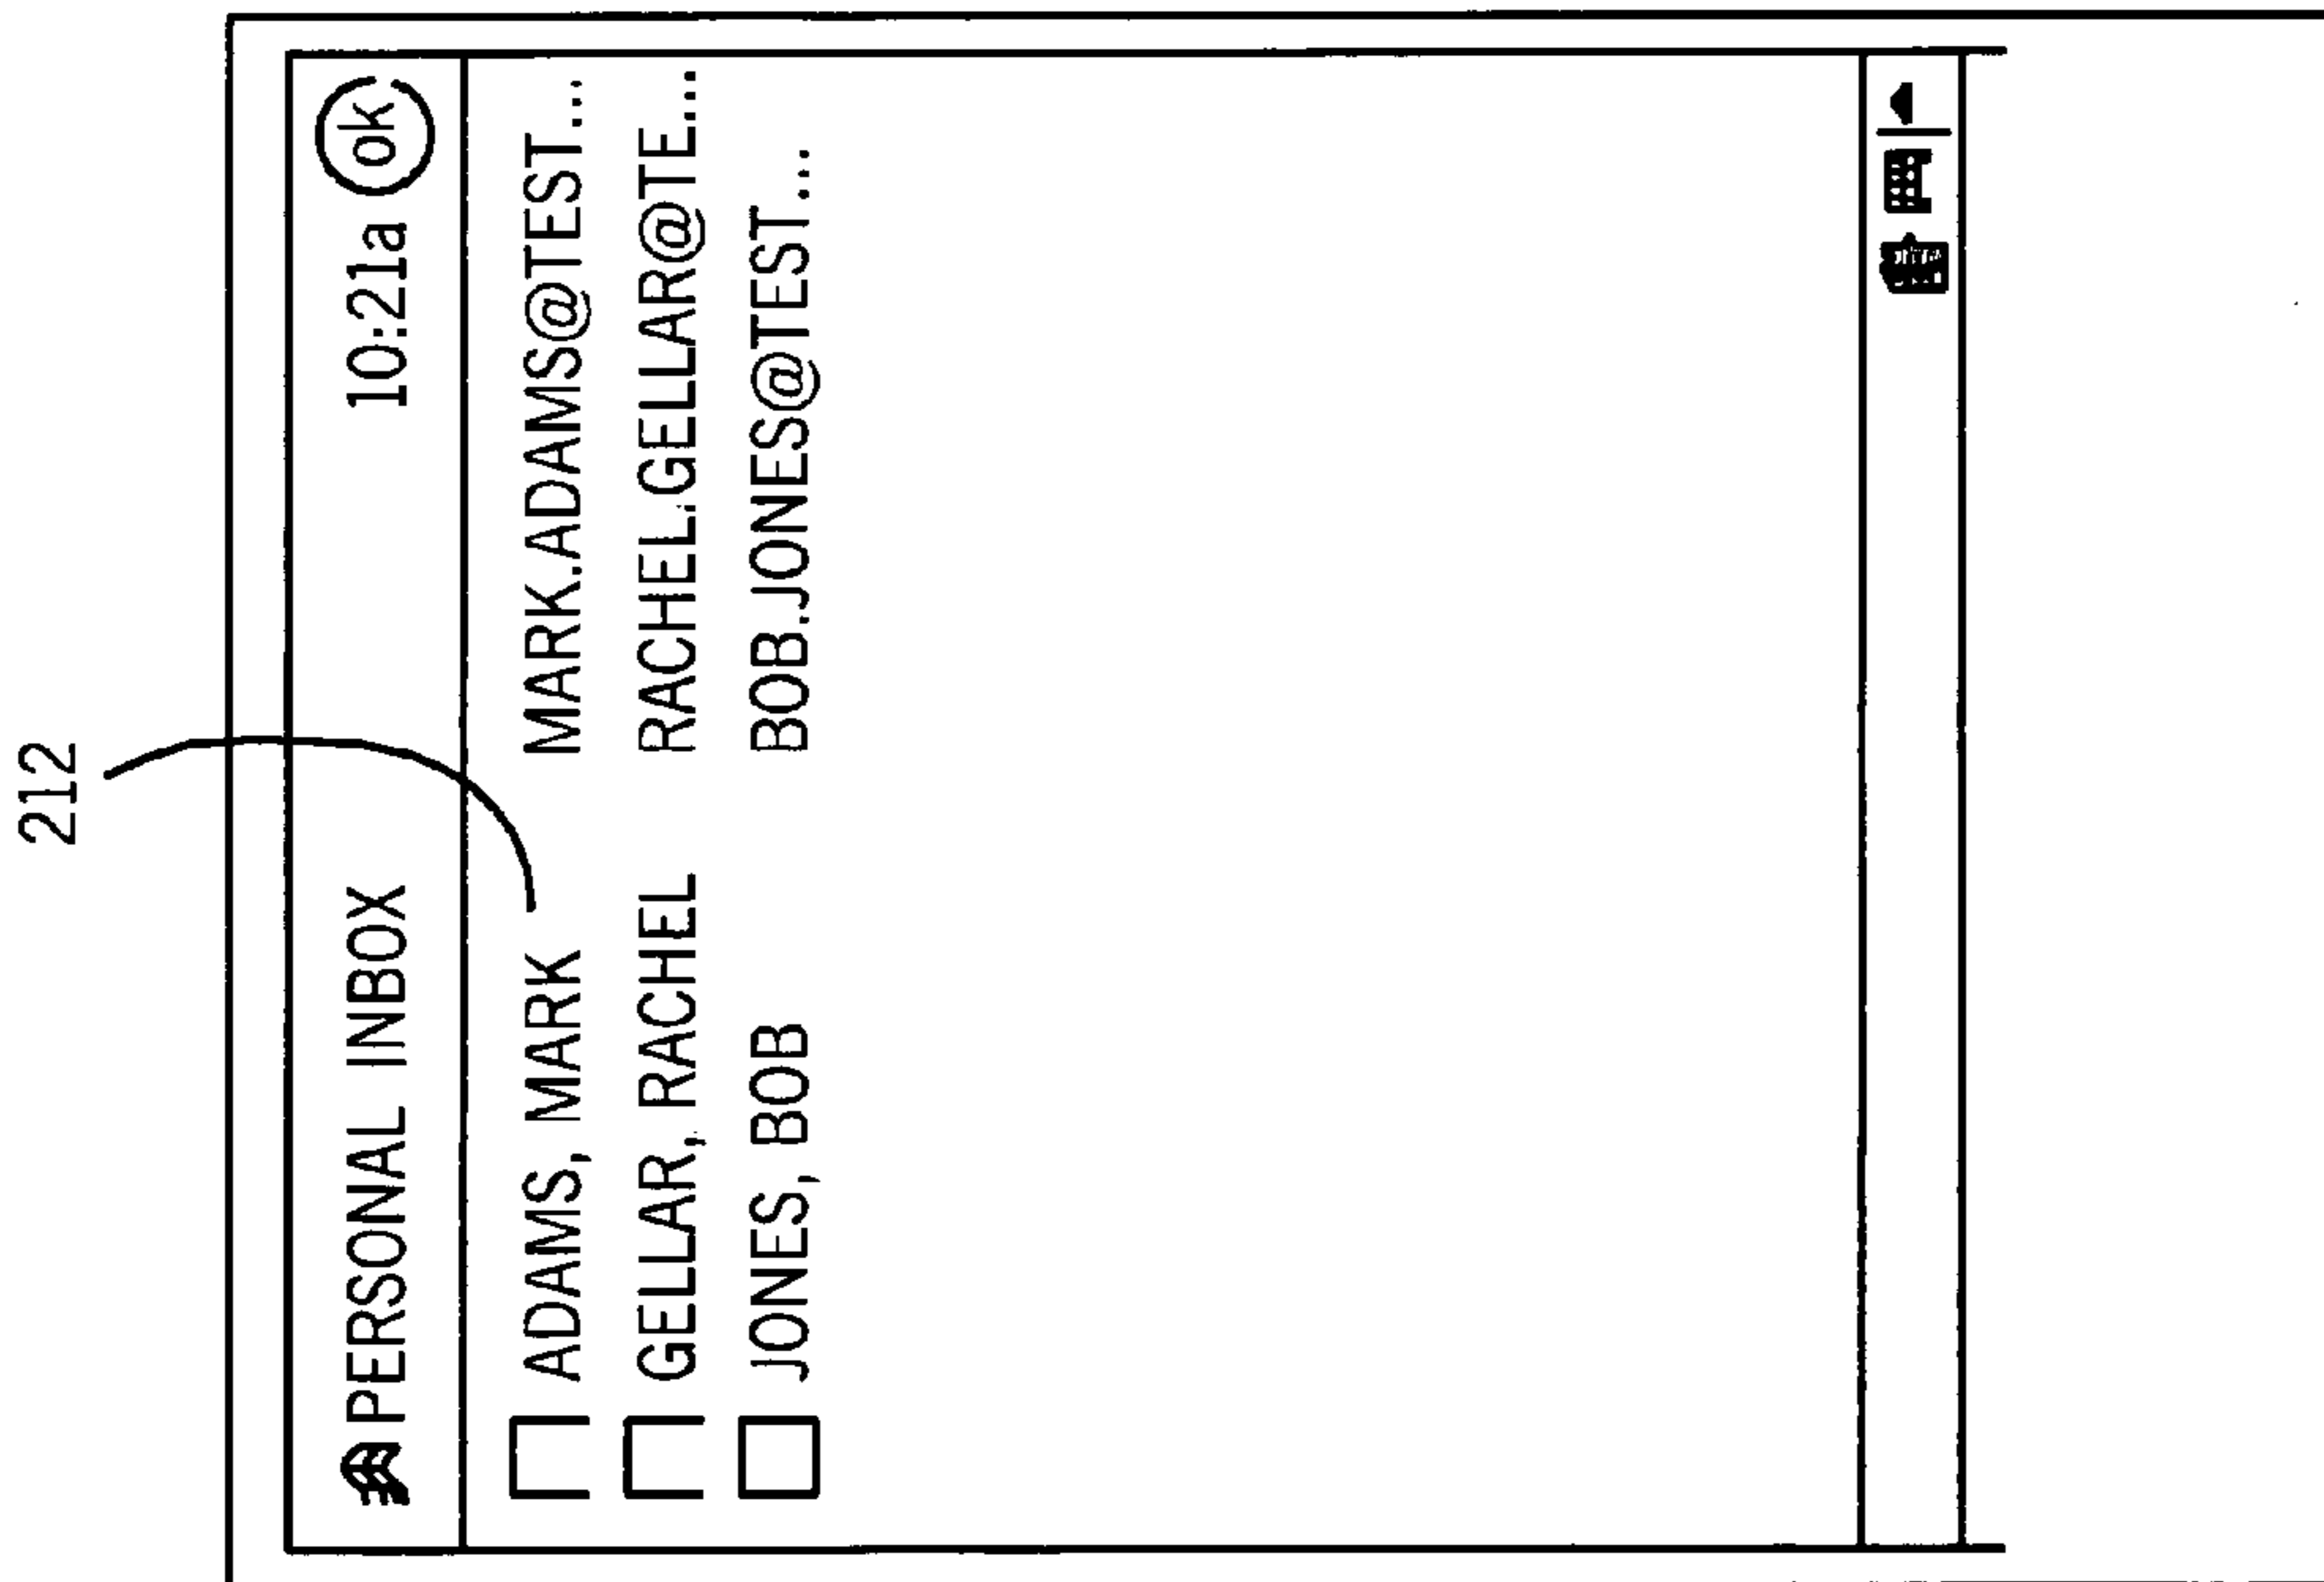 212
PERSONAL INBOX 10:21a ok
ADAMS, MARK MARK.ADAMS@TEST...
GELLAR, RACHEL RACHEL.GELLAR@TE...
JONES, BOB BOB.JONES@TEST...